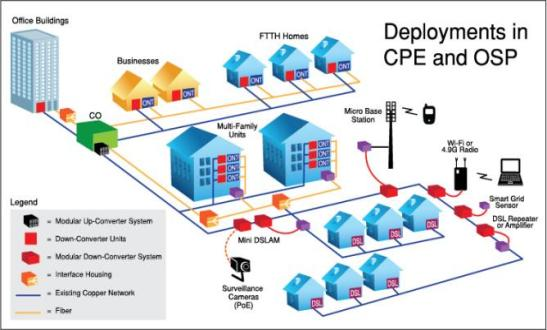 Deployments in
CPE and OSP
Office Buildings
FTTH Homes
Businesses
ONT
ONT
ONT
ONT
ONT
CO
Multi-Family
Units
ONT
ONT
ONT
ONT
ONT
ONT
Micro Base
Station
Wi-Fi or
4.9G Radio
Smart Grid
Sensor
DSL Repeater
or Amplifier
Mini DSLAM
DSL
DSL
DSL
Surveillance
Cameras
(PoE)
DSL
DSL
DSL
Legend
= Modular Up-Converter System
= Down-Converter Units
= Modular Down-Converter System
= Interface Housing
= Existing Copper Network
= Fiber